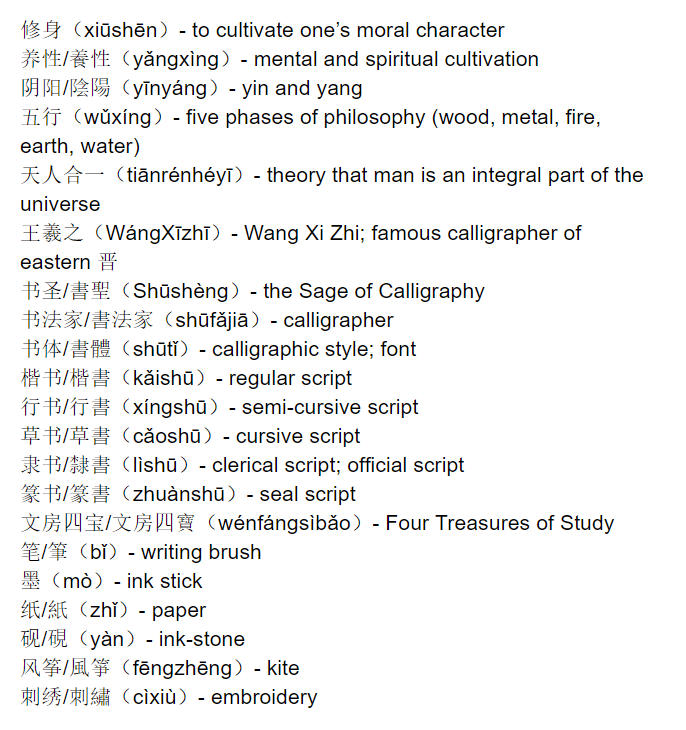 修身（xiūshēn）- to cultivate one’s moral character
养性/養性（yǎngxìng）- mental and spiritual cultivation
阴阳/陰陽（yīnyáng）- yin and yang
五行（wǔxíng）- five phases of philosophy (wood, metal, fire,
earth, water)
天人合一（tiānrénhéyī）- theory that man is an integral part of the
universe
王羲之（WángXīzhī）- Wang Xi Zhi; famous calligrapher of
eastern 晋
书圣/書聖（Shūshèng）- the Sage of Calligraphy
书法家/書法家（shūfǎjiā）- calligrapher
书体/書體（shūtǐ）- calligraphic style; font
楷书/楷書（kǎishū）- regular script
行书/行書（xíngshū）- semi-cursive script
草书/草書（cǎoshū）- cursive script
隶书/隸書（lìshū）- clerical script; official script
篆书/篆書（zhuànshū）- seal script
文房四宝/文房四寶（wénfángsìbǎo）- Four Treasures of Study
笔/筆（bǐ）- writing brush
墨（mò）- ink stick
纸/紙（zhǐ）- paper
砚/硯（yàn）- ink-stone
风筝/風箏（fēngzhēng）- kite
刺绣/刺繡（cìxiù）- embroidery